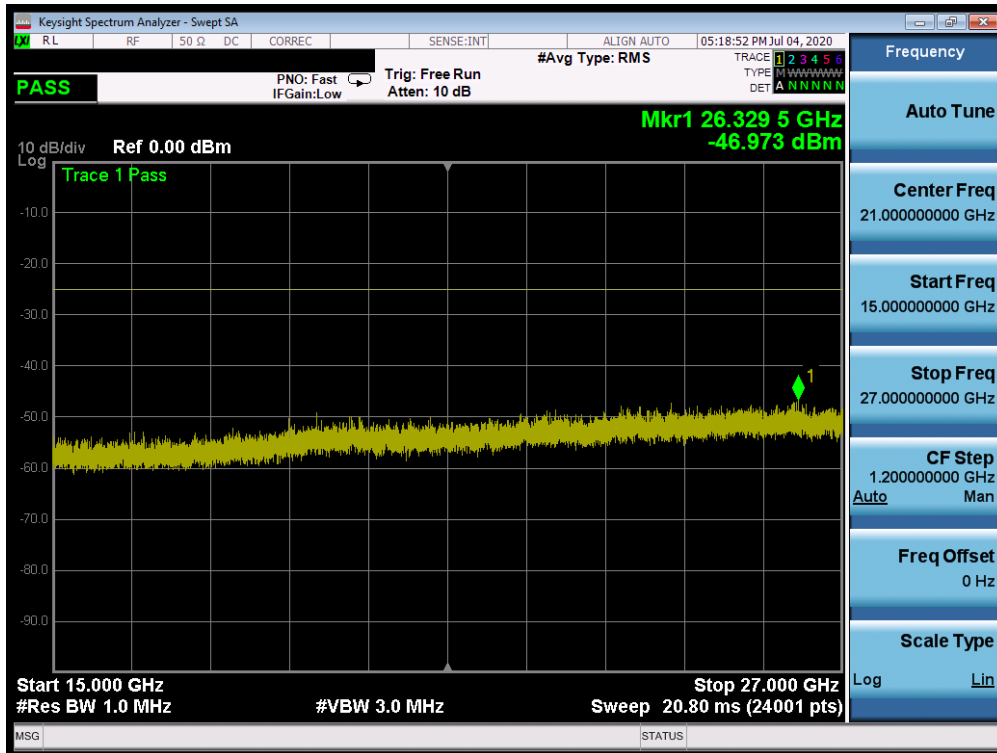 Keysight Spectrum Analyzer - Swept SA
LXI RL RF 50 Ω DC CORREC SENSE:INT ALIGN AUTO 05:18:52 PM Jul 04, 2020
#Avg Type: RMS TRACE 1 2 3 4 5 6
PNO: Fast Trig: Free Run TYPE M WWWWW
PASS IFGain:Low Atten: 10 dB DET A N N N N N
Mkr1 26.329 5 GHz
-46.973 dBm
10 dB/div Ref 0.00 dBm
Log
Trace 1 Pass
-10.0
-20.0
-30.0
-40.0
1
-50.0
-60.0
-70.0
-80.0
-90.0
Start 15.000 GHz Stop 27.000 GHz
#Res BW 1.0 MHz #VBW 3.0 MHz Sweep 20.80 ms (24001 pts)
MSG STATUS
Frequency
Auto Tune
Center Freq
21.000000000 GHz
Start Freq
15.000000000 GHz
Stop Freq
27.000000000 GHz
CF Step
1.200000000 GHz
Auto Man
Freq Offset
0 Hz
Scale Type
Log Lin